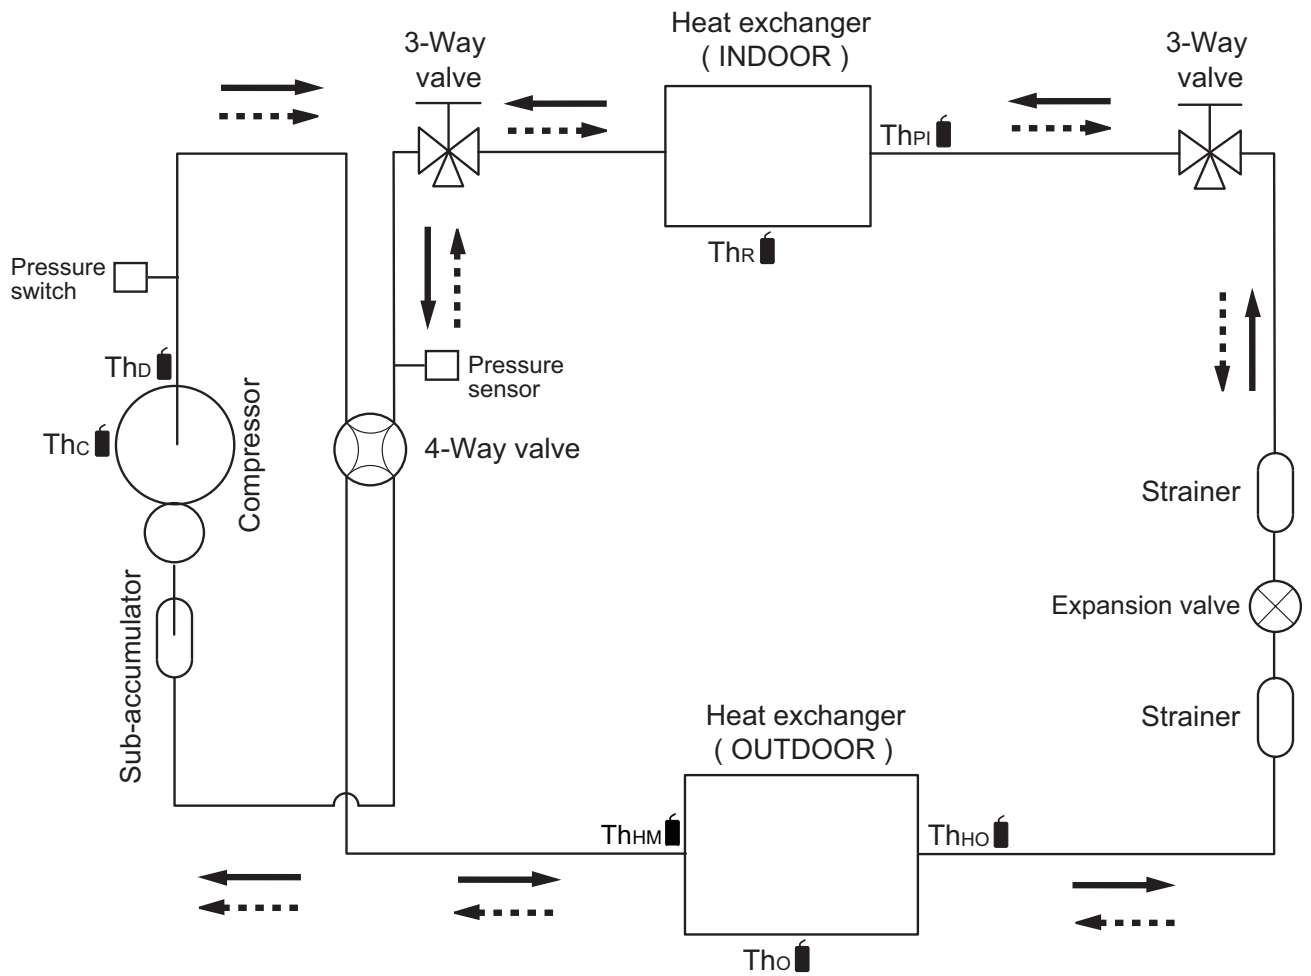 Heat exchanger
( INDOOR )
3-Way
valve
3-Way
valve
ThPI
ThR
Pressure
switch
ThD
Pressure
sensor
ThC
Compressor
4-Way valve
Strainer
Expansion valve
Sub-accumulator
Strainer
Heat exchanger
( OUTDOOR )
ThHM
ThHO
ThO